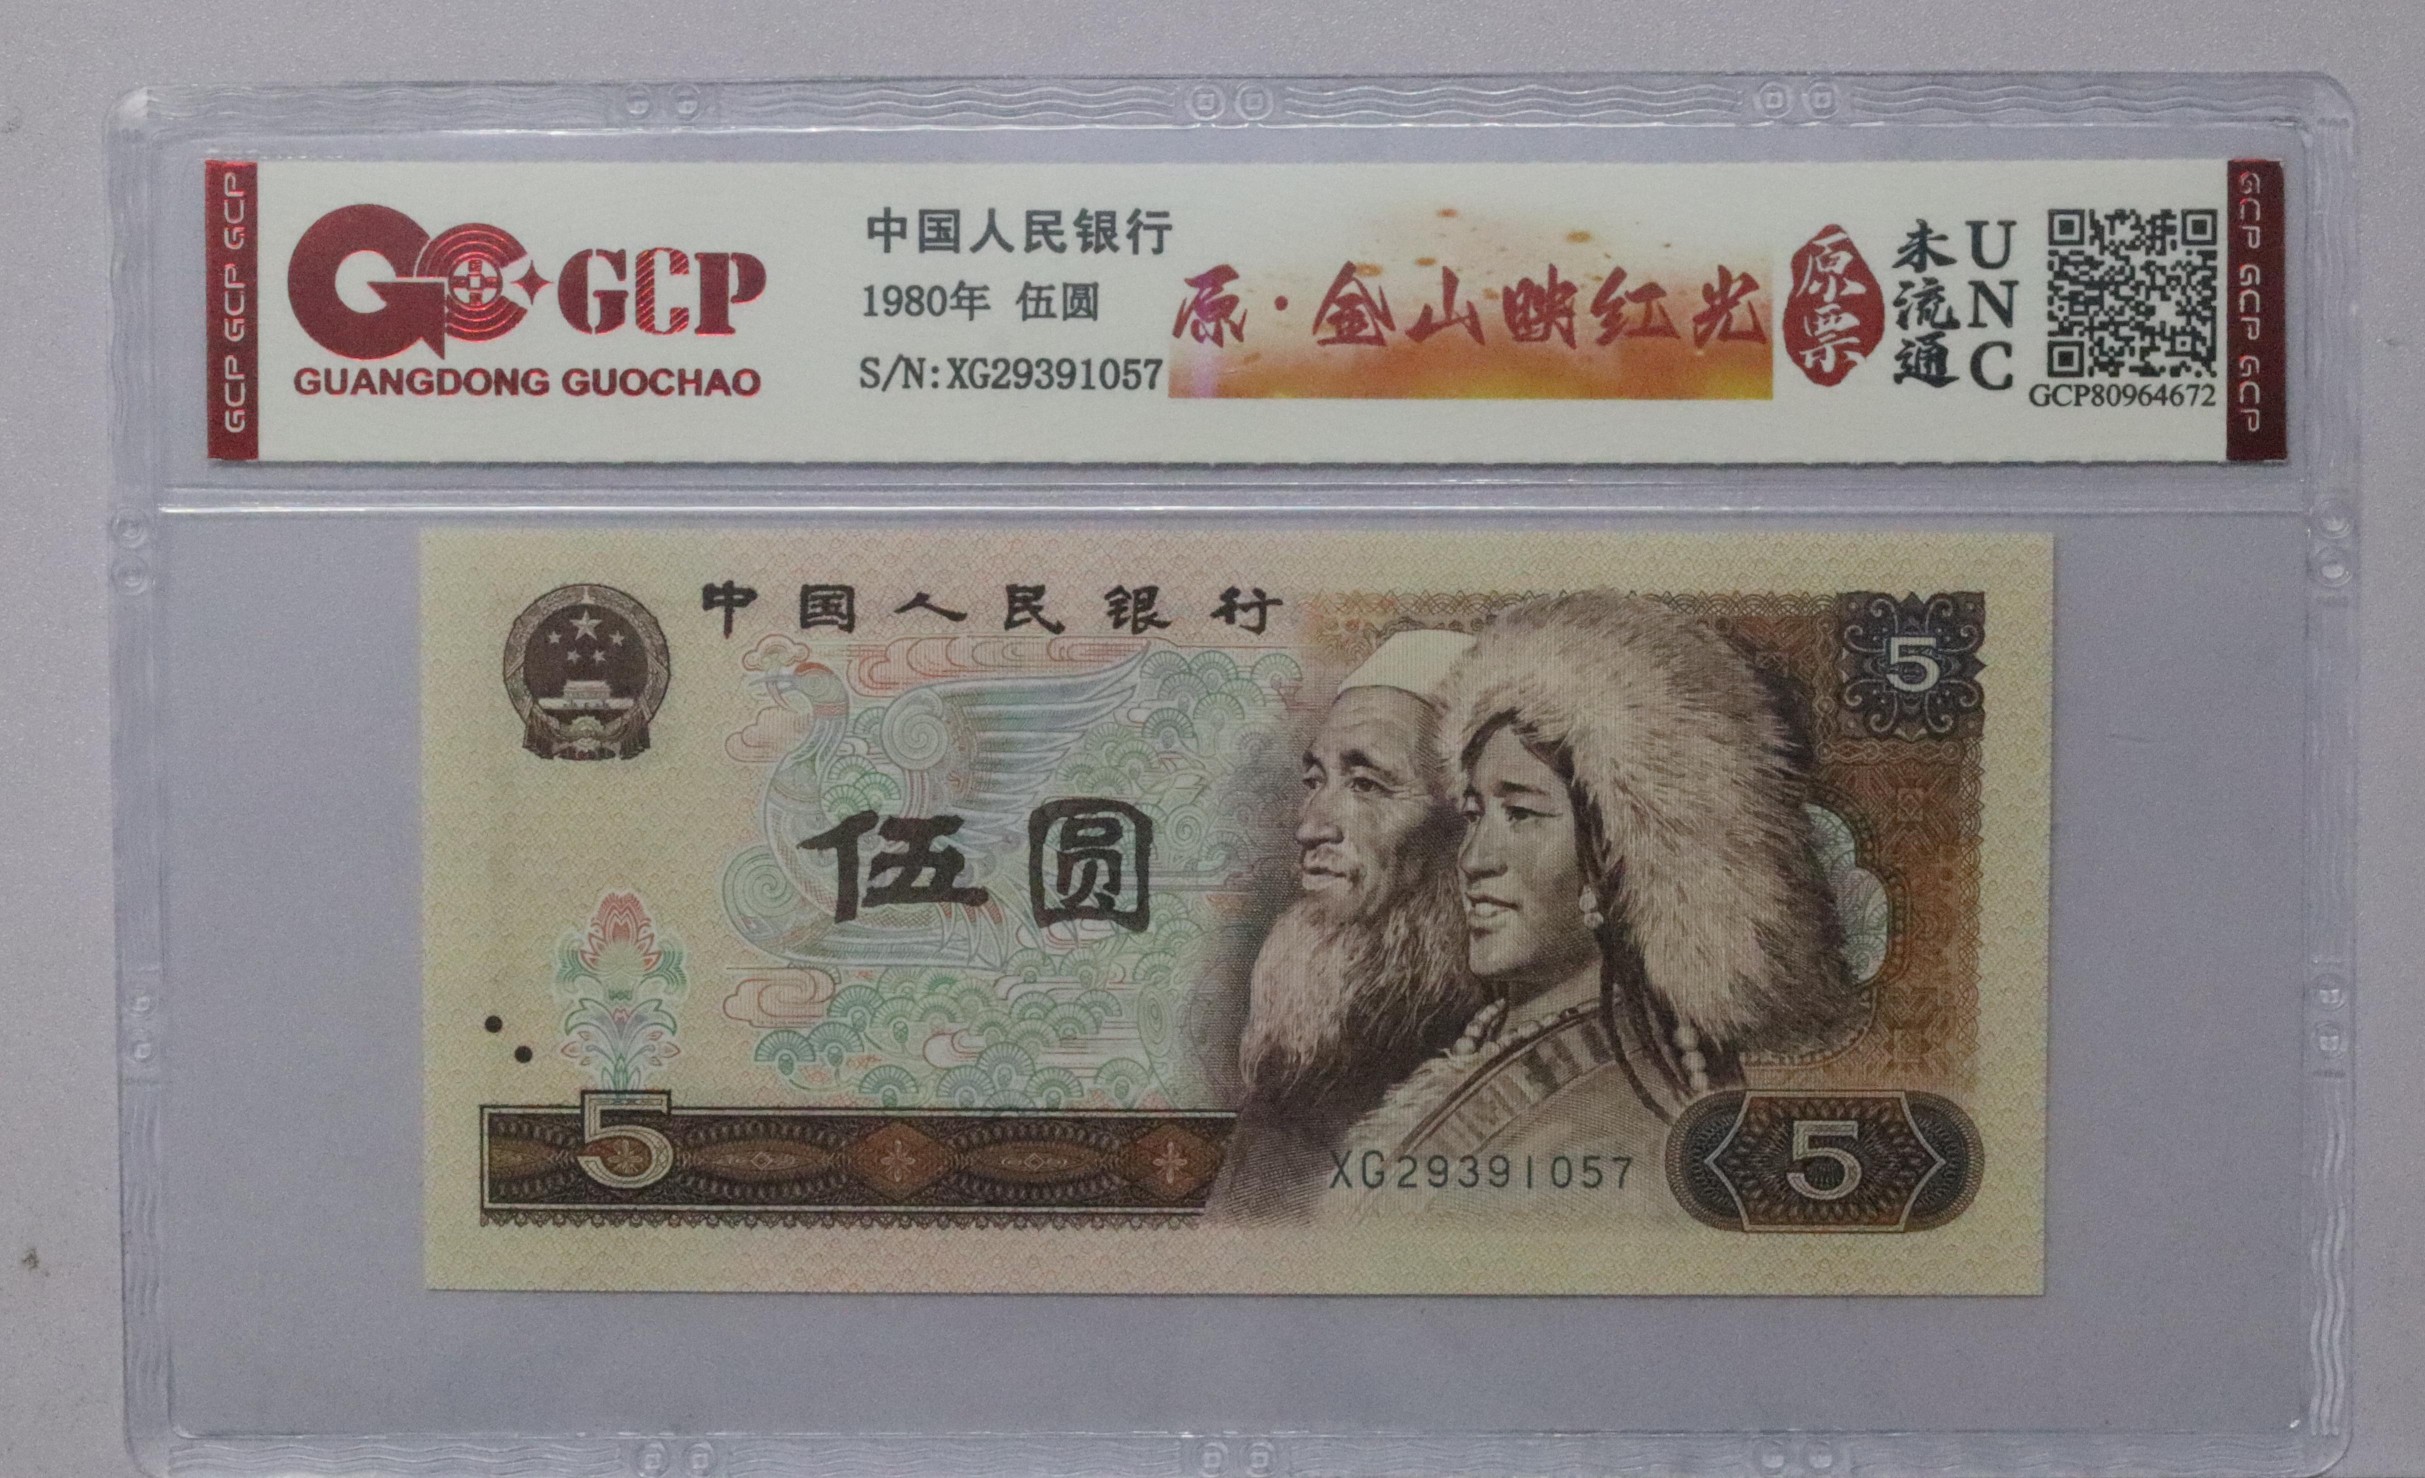 GCP GCP GCP
GCP
GUANGDONG GUOCHAO
中国人民银行
1980年 伍圆
S/N:XG29391057
原·金山映红光
原票
未流通
UNC
GCP80964672
GCP GCP GCP
中国人民银行
5
伍圆
5
XG29391057
5